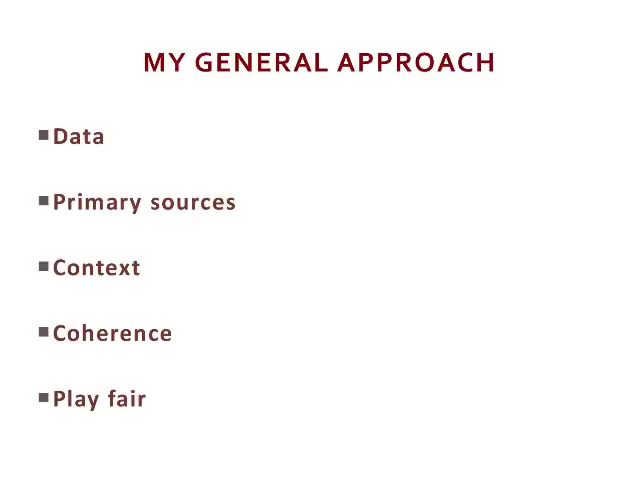 MY GENERAL APPROACH
Data
Primary sources
Context
Coherence
Play fair